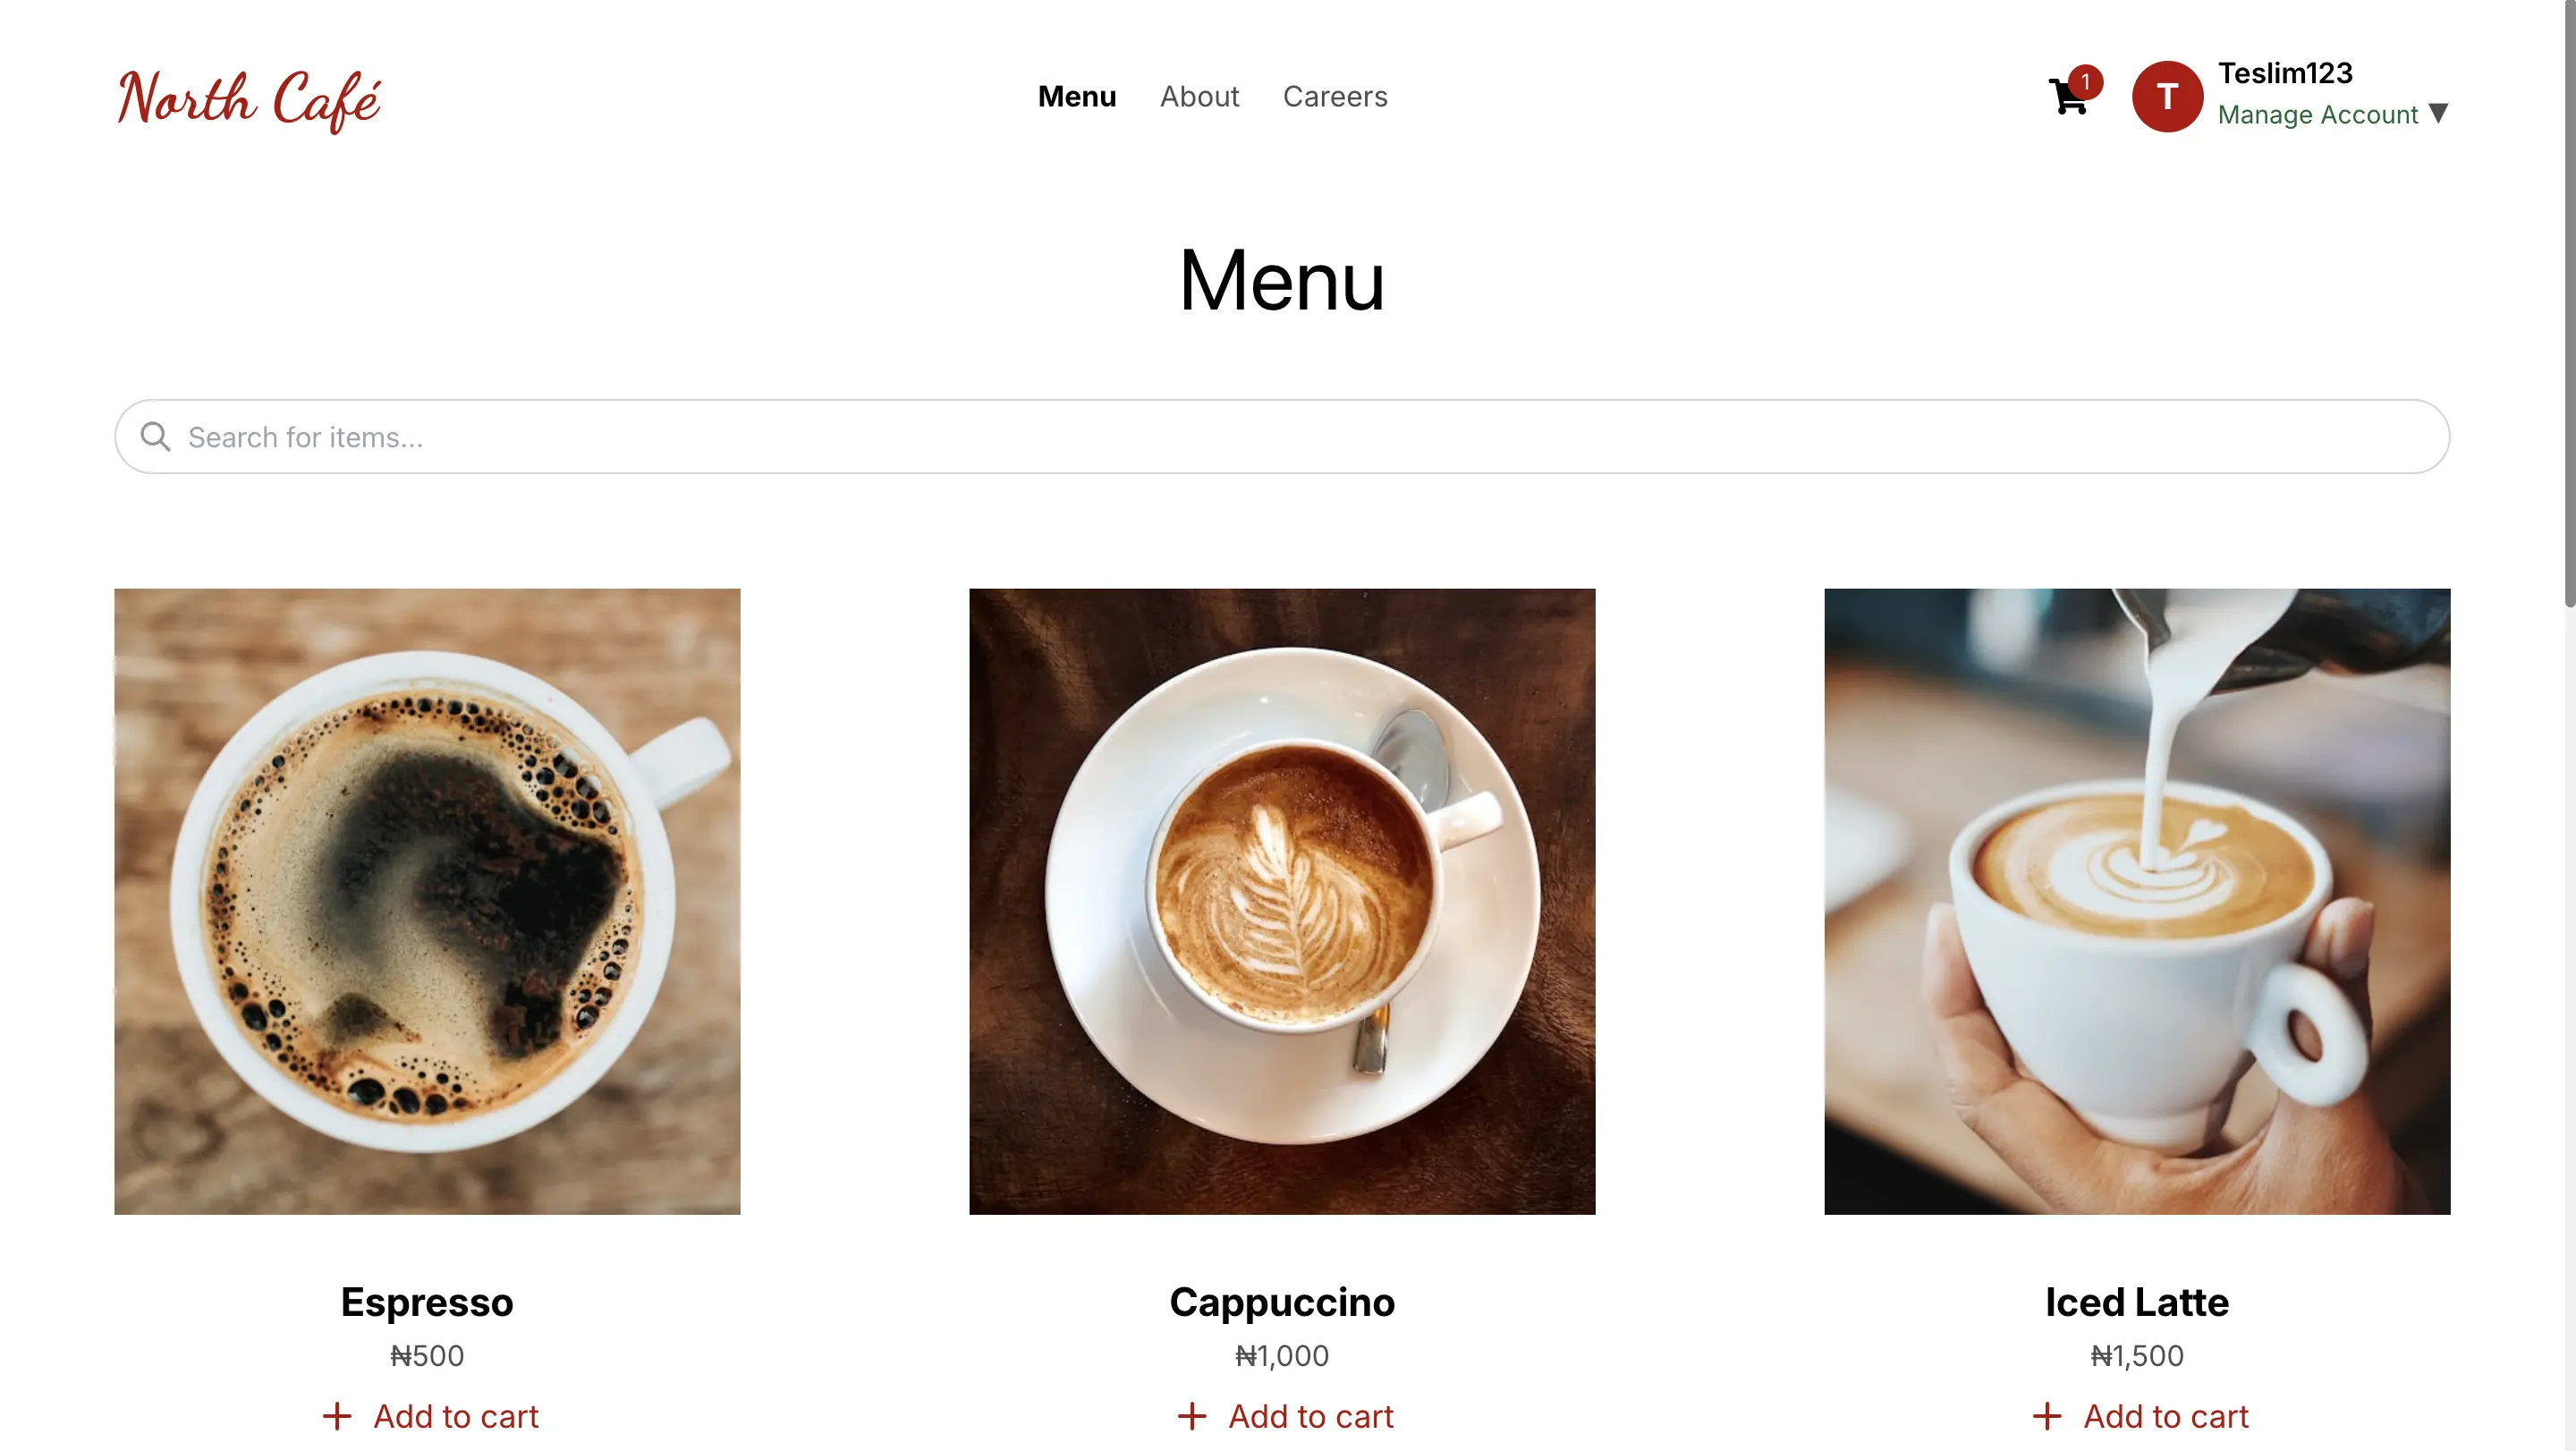 North Café
Menu About Careers
1
T
Teslim123
Manage Account ▼
Menu
Search for items...
Espresso
₦500
+ Add to cart
Cappuccino
₦1,000
+ Add to cart
Iced Latte
₦1,500
+ Add to cart